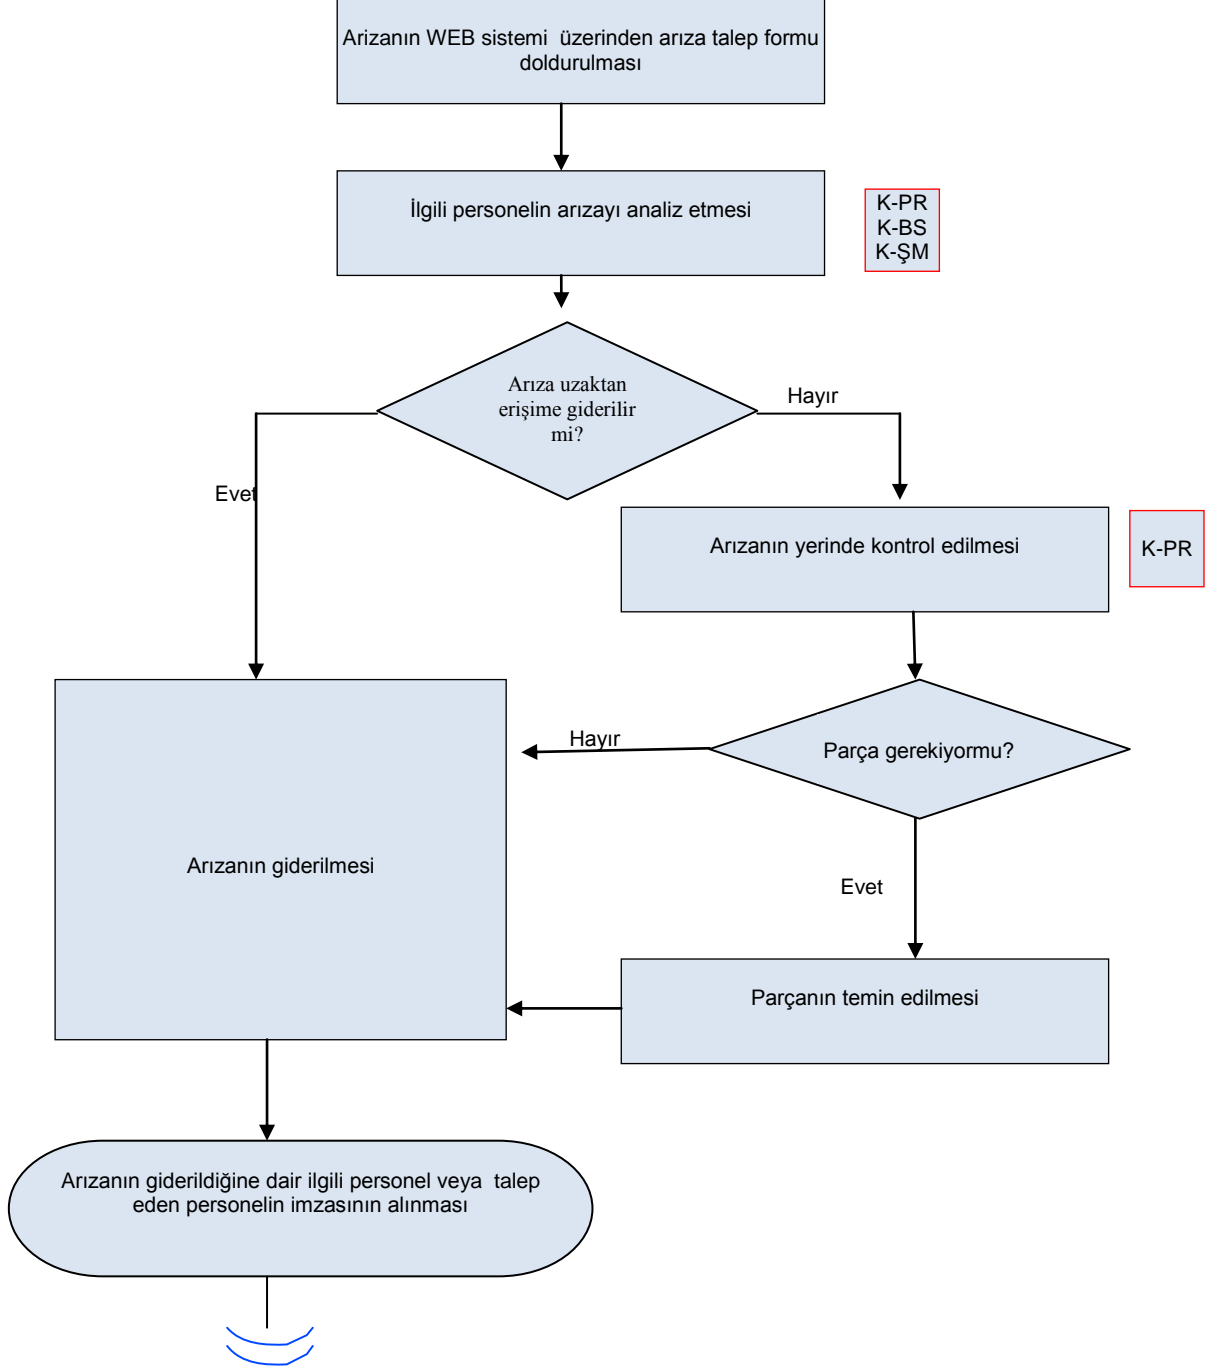 Arizanın WEB sistemi  üzerinden arıza talep formu
doldurulması
İlgili personelin arızayı analiz etmesi
K-PR
K-BS
K-ŞM
Arıza uzaktan
erişime giderilir
mi?
Hayır
Evet
Arızanın yerinde kontrol edilmesi
K-PR
Hayır
Parça gerekiyormu?
Arızanın giderilmesi
Evet
Parçanın temin edilmesi
Arızanın giderildiğine dair ilgili personel veya  talep
eden personelin imzasının alınması